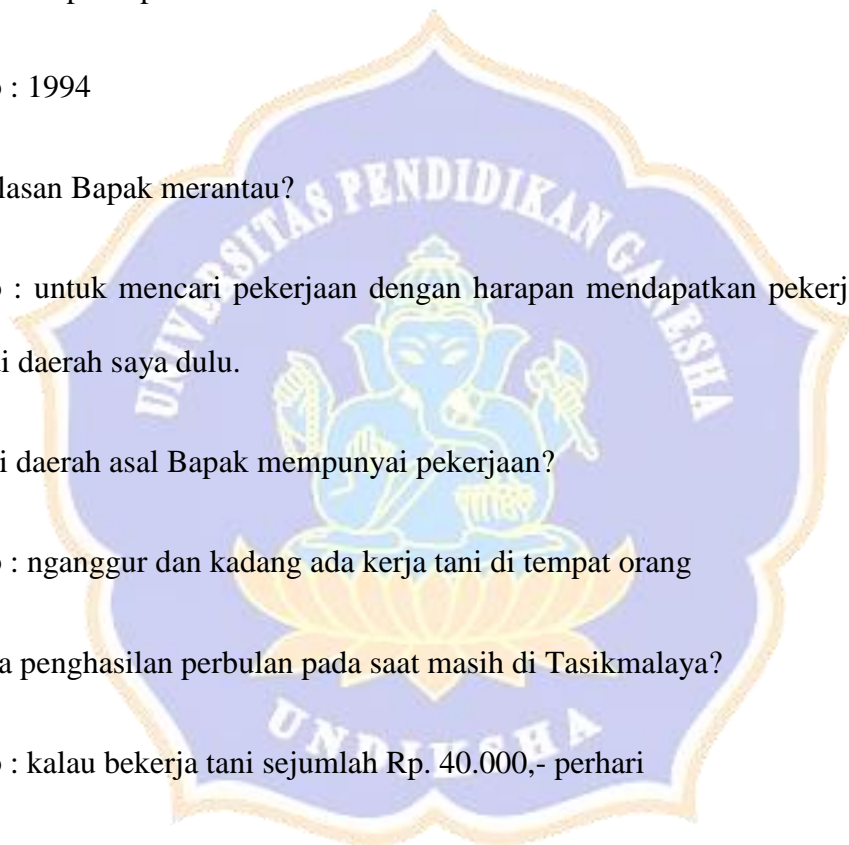 : 1994
UNIVERSITAS PENDIDIKAN GANESHA
lasan Bapak merantau?
: untuk mencari pekerjaan dengan harapan mendapatkan pekerj
di daerah saya dulu.
i daerah asal Bapak mempunyai pekerjaan?
: nganggur dan kadang ada kerja tani di tempat orang
a penghasilan perbulan pada saat masih di Tasikmalaya?
UNDIKSHA
: kalau bekerja tani sejumlah Rp. 40.000,- perhari